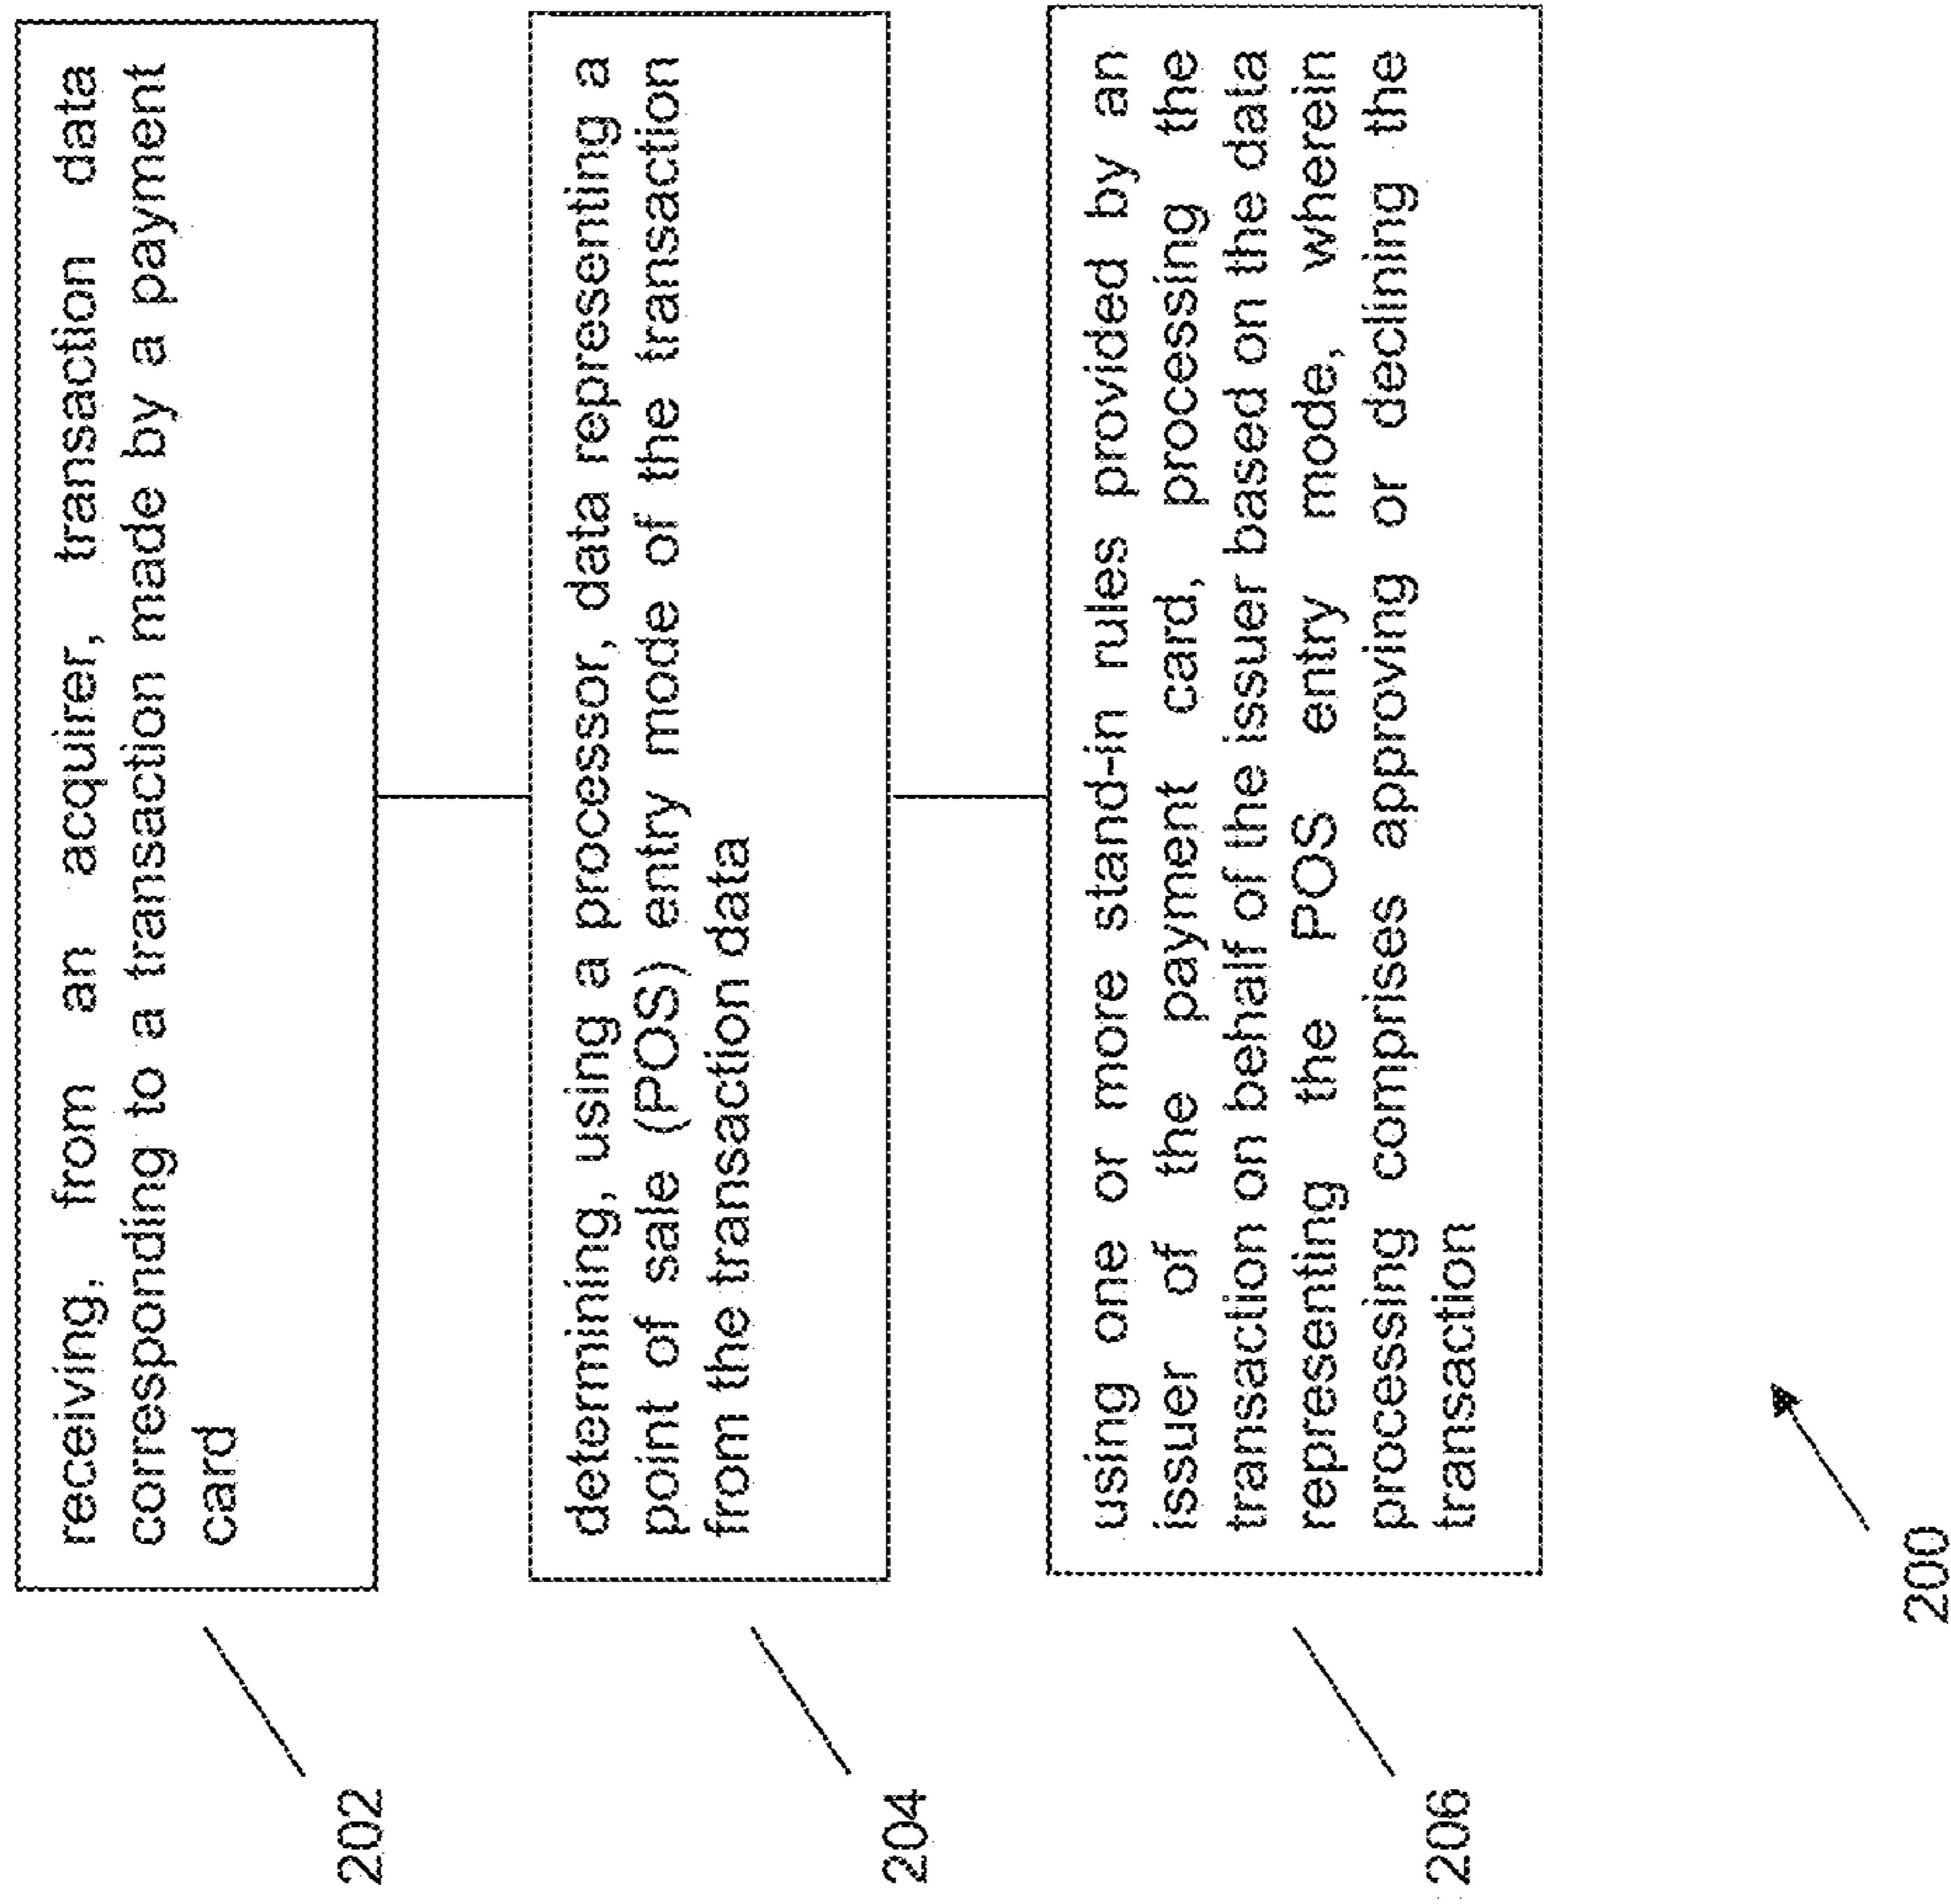 receiving, from an acquirer, transaction data
corresponding to a transaction made by a payment
card
202
determining, using a processor, data representing a
point of sale (POS) entry mode of the transaction
from the transaction data
204
using one or more stand-in rules provided by an
issuer of the payment card, processing the
transaction on behalf of the issuer based on the data
representing the POS entry mode, wherein
processing comprises approving or declining the
transaction
206
200